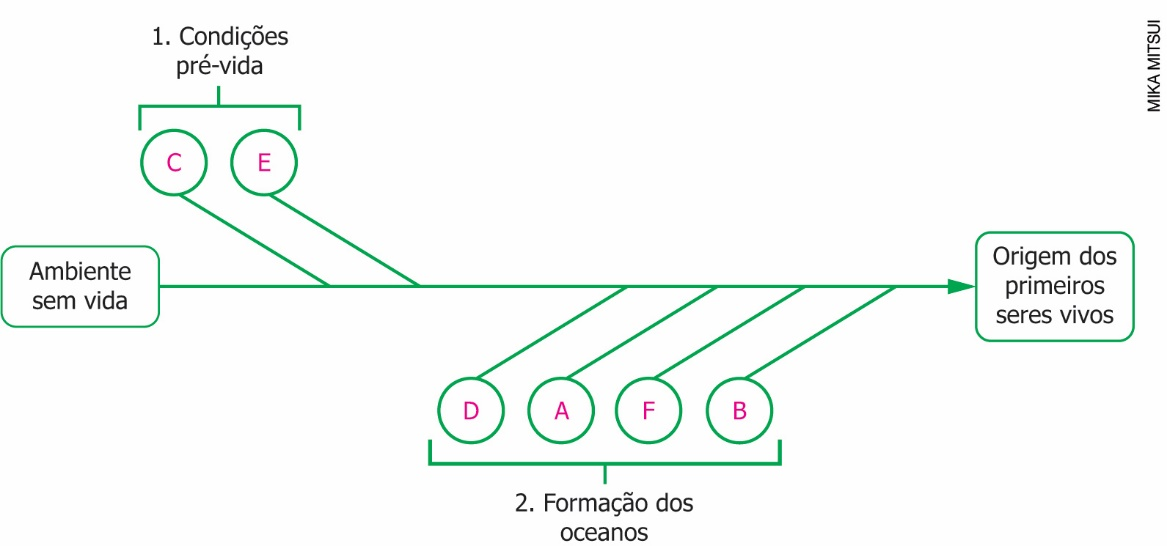 1. Condições
pré-vida
MIKA MITSUI
C
E
Ambiente
sem vida
Origem dos
primeiros
seres vivos
D
A
F
B
2. Formação dos
oceanos